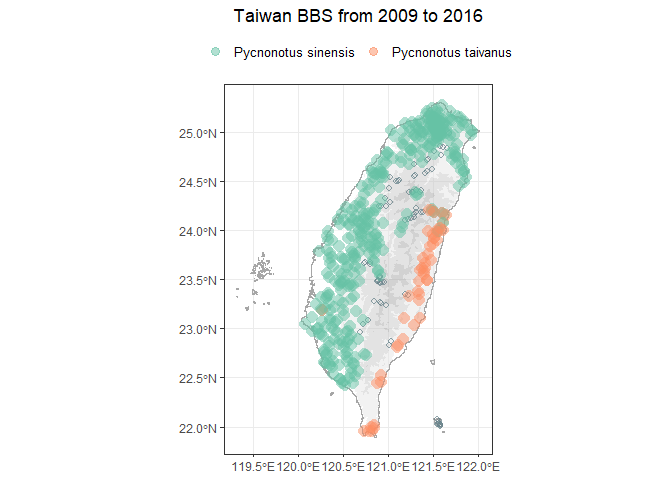 Taiwan BBS from 2009 to 2016
Pycnonotus sinensis Pycnonotus taivanus
25.0°N
24.5°N
24.0°N
23.5°N
23.0°N
22.5°N
22.0°N
119.5°E 120.0°E 120.5°E 121.0°E 121.5°E 122.0°E